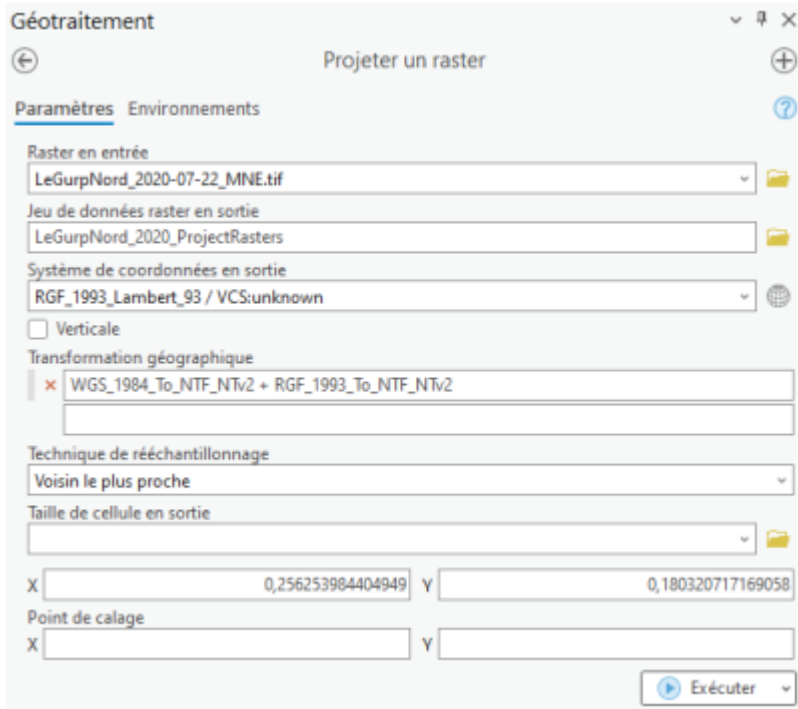 Géotraitement
Projeter un raster
Paramètres Environnements
Raster en entrée
LeGurpNord_2020-07-22_MNE.tif
Jeu de données raster en sortie
LeGurpNord_2020_ProjectRasters
Système de coordonnées en sortie
RGF_1993_Lambert_93 / VCS:unknown
Verticale
Transformation géographique
WGS_1984_To_NTF_NTv2 + RGF_1993_To_NTF_NTv2
Technique de rééchantillonnage
Voisin le plus proche
Taille de cellule en sortie
X 0,256253984404949 Y 0,180320717169058
Point de calage
X Y
Exécuter